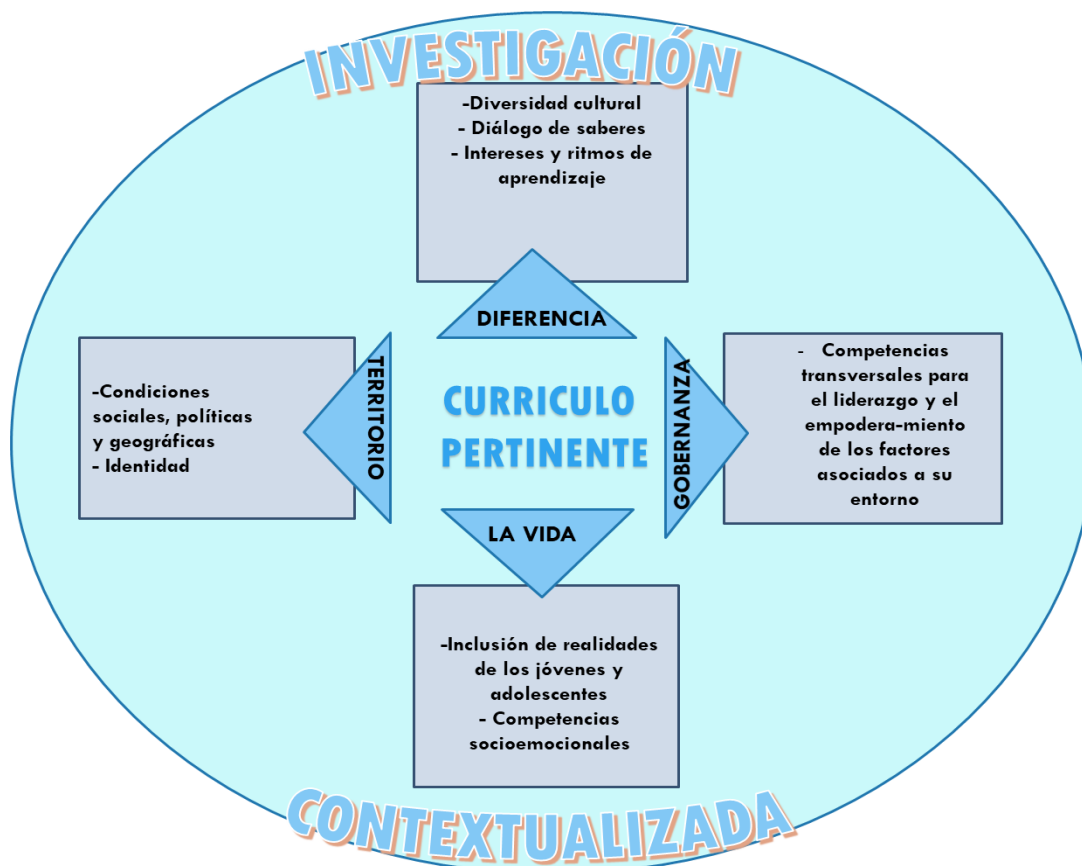 INVESTIGACIÓN
-Diversidad cultural
- Diálogo de saberes
- Intereses y ritmos de
aprendizaje
DIFERENCIA
TERRITORIO
-Condiciones
sociales, políticas
y geográficas
- Identidad
CURRICULO
PERTINENTE
GOBERNANZA
- Competencias
transversales para
el liderazgo y el
empodera-miento
de los factores
asociados a su
entorno
LA VIDA
-Inclusión de realidades
de los jóvenes y
adolescentes
- Competencias
socioemocionales
CONTEXTUALIZADA